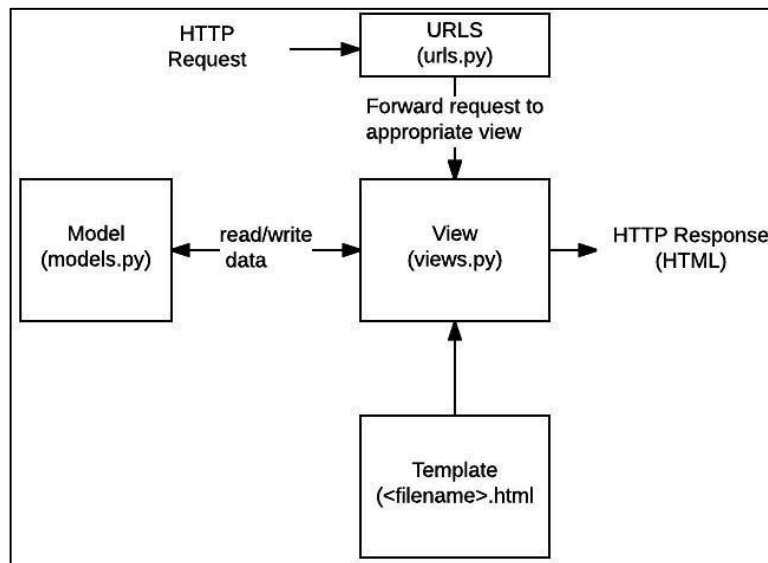 HTTP
Request
URLS
(urls.py)
Forward request to
appropriate view
Model
(models.py)
read/write
data
View
(views.py)
HTTP Response
(HTML)
Template
(<filename>.html